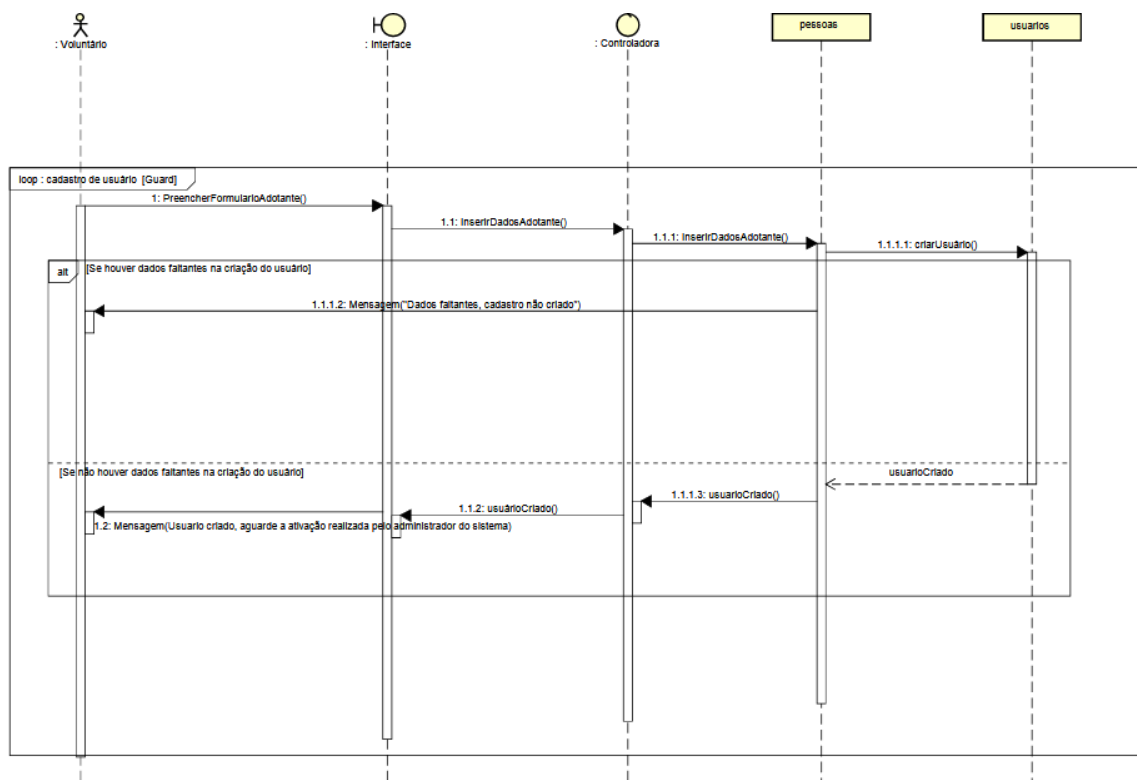 : Voluntário
: Interface
: Controladora
pessoas
usuarios
loop : cadastro de usuário [Guard]
1: PreencherFormularioAdotante()
1.1: InserirDadosAdotante()
1.1.1: InserirDadosAdotante()
1.1.1.1: criarUsuário()
alt
[Se houver dados faltantes na criação do usuário]
1.1.1.2: Mensagem("Dados faltantes, cadastro não criado")
[Se não houver dados faltantes na criação do usuário]
usuarioCriado
1.1.1.3: usuarioCriado()
1.1.2: usuárioCriado()
1.2: Mensagem(Usuario criado, aguarde a ativação realizada pelo administrador do sistema)